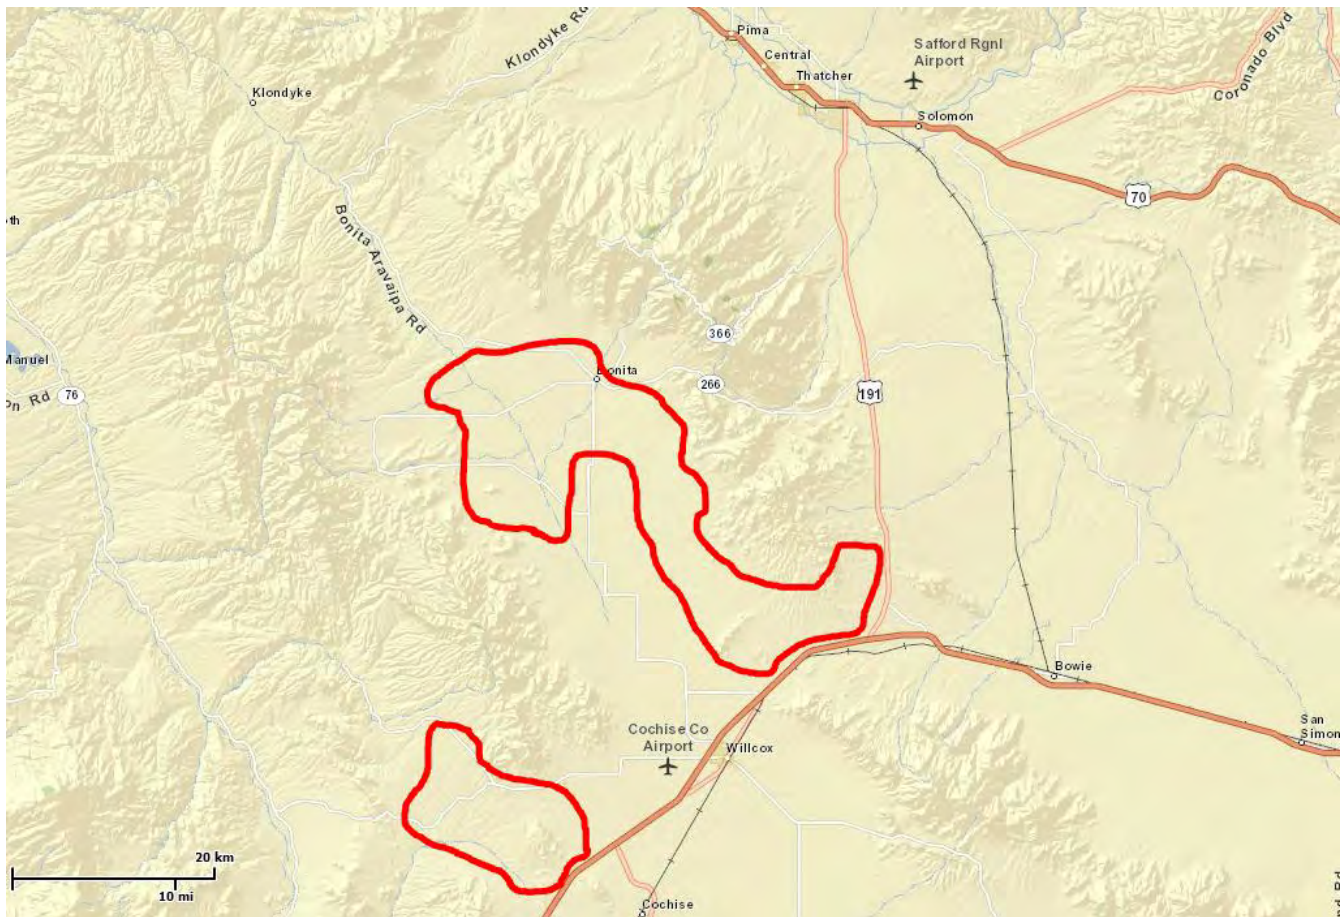 Pima
Safford Rgnl
Airport
Klondyke Rd
Central
Thatcher
Klondyke
Coronado Blvd
Solomon
70
Bonita Aravaipa Rd
366
Manuel
Bonita
266
76
191
on Rd
Bowie
San
Simon
Cochise Co
Airport
Willcox
20 km
10 mi
Cochise